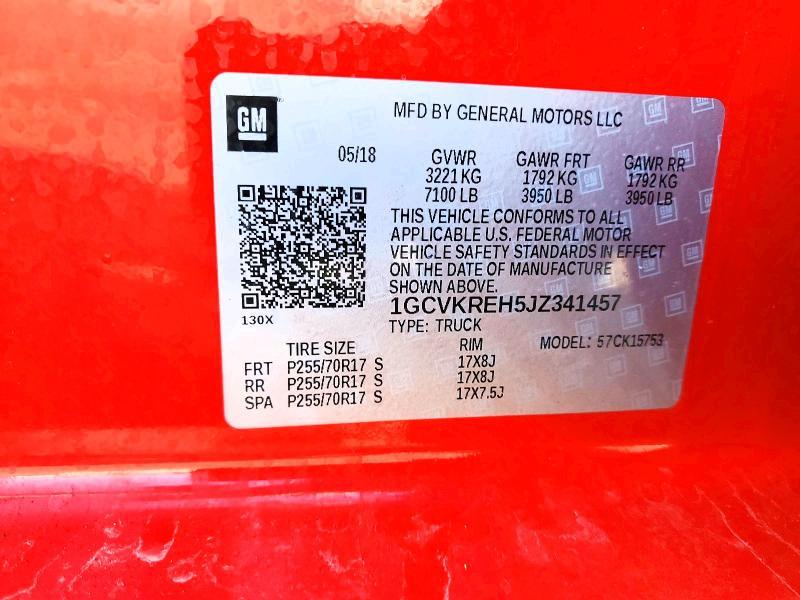 GM
MFD BY GENERAL MOTORS LLC
05/18 GVWR GAWR FRT GAWR RR
3221 KG 1792 KG 1792 KG
7100 LB 3950 LB 3950 LB
THIS VEHICLE CONFORMS TO ALL
APPLICABLE U.S. FEDERAL MOTOR
VEHICLE SAFETY STANDARDS IN EFFECT
ON THE DATE OF MANUFACTURE
SHOWN ABOVE.
1GCVKREH5JZ341457
130X
TYPE: TRUCK
TIRE SIZE RIM MODEL: 57CK15753
FRT P255/70R17 S 17X8J
RR P255/70R17 S 17X8J
SPA P255/70R17 S 17X7.5J